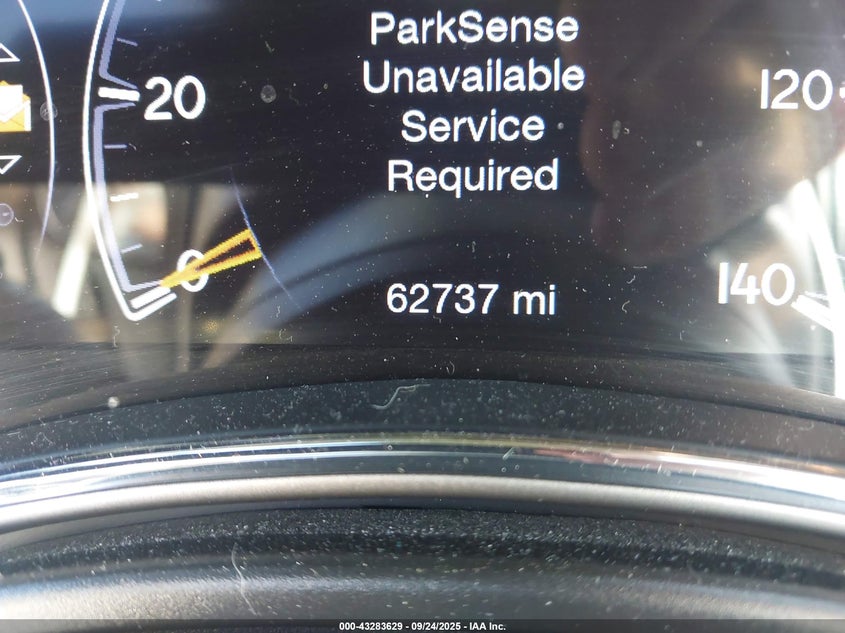 ParkSense
Unavailable
Service
Required
20
120
0
140
62737 mi
000-43283629 - 09/24/2025 - IAA Inc.